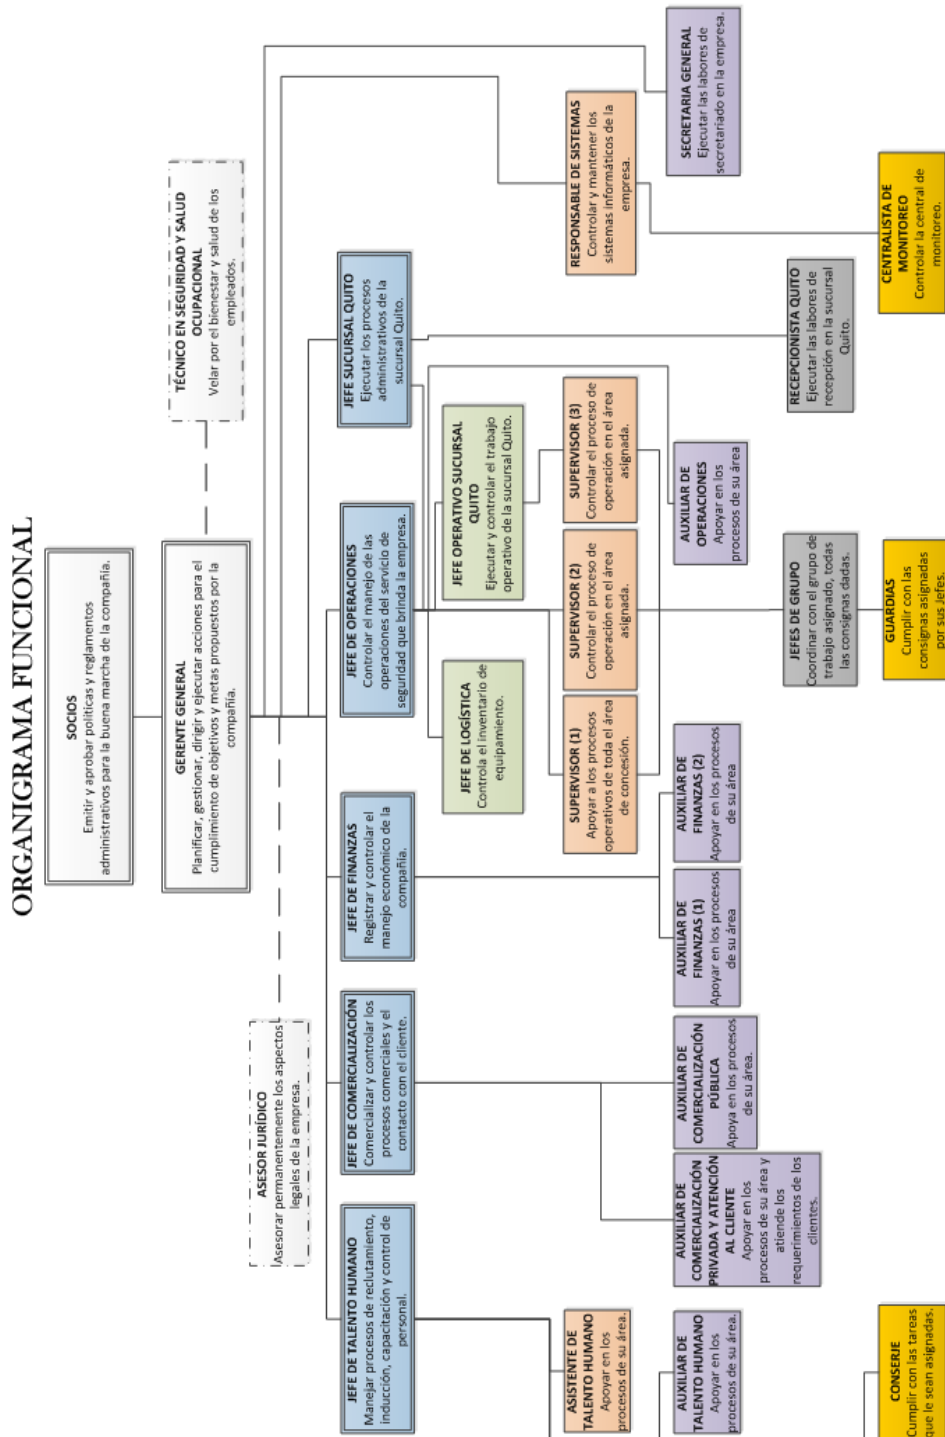 ORGANIGRAMA FUNCIONAL
SOCIOS
Emitir y aprobar políticas y reglamentos
administrativos para la buena marcha de la compañía.
GERENTE GENERAL
Planificar, gestionar, dirigir y ejecutar acciones para el
cumplimiento de objetivos y metas propuestos por la
compañía.
TÉCNICO EN SEGURIDAD Y SALUD
OCUPACIONAL
Velar por el bienestar y salud de los
empleados.
ASESOR JURÍDICO
Asesorar permanentemente los aspectos
legales de la empresa.
JEFE DE TALENTO HUMANO
Manejar procesos de reclutamiento,
inducción, capacitación y control de
personal.
JEFE DE COMERCIALIZACIÓN
Comercializar y controlar los
procesos comerciales y el
contacto con el cliente.
JEFE DE FINANZAS
Registrar y controlar el
manejo económico de la
compañía.
JEFE DE OPERACIONES
Controlar el manejo de las
operaciones del servicio de
seguridad que brinda la empresa.
JEFE SUCURSAL QUITO
Ejecutar los procesos
administrativos de la
sucursal Quito.
JEFE DE LOGÍSTICA
Controla el inventario de
equipamiento.
JEFE OPERATIVO SUCURSAL
QUITO
Ejecutar y controlar el trabajo
operativo de la sucursal Quito.
ASISTENTE DE
TALENTO HUMANO
Apoyar en los
procesos de su área.
SUPERVISOR (1)
Apoyar a los procesos
operativos de toda el área
de concesión.
SUPERVISOR (2)
Controlar el proceso de
operación en el área
asignada.
SUPERVISOR (3)
Controlar el proceso de
operación en el área
asignada.
RESPONSABLE DE SISTEMAS
Controlar y mantener los
sistemas informáticos de la
empresa.
AUXILIAR DE
TALENTO HUMANO
Apoyar en los
procesos de su área.
AUXILIAR DE
COMERCIALIZACIÓN
PRIVADA Y ATENCIÓN
AL CLIENTE
Apoyar en los
procesos de su área y
atiende los
requerimientos de los
clientes.
AUXILIAR DE
COMERCIALIZACIÓN
PÚBLICA
Apoya en los procesos
de su área.
AUXILIAR DE
FINANZAS (1)
Apoyar en los procesos
de su área
AUXILIAR DE
FINANZAS (2)
Apoyar en los procesos
de su área
AUXILIAR DE
OPERACIONES
Apoyar en los
procesos de su área
SECRETARIA GENERAL
Ejecutar las labores de
secretariado en la empresa.
JEFES DE GRUPO
Coordinar con el grupo de
trabajo asignado, todas
las consignas dadas.
RECEPCIONISTA QUITO
Ejecutar las labores de
recepción en la sucursal
Quito.
CONSERJE
Cumplir con las tareas
que le sean asignadas.
GUARDIAS
Cumplir con las
consignas asignadas
por sus Jefes.
CENTRALISTA DE
MONITOREO
Controlar la central de
monitoreo.